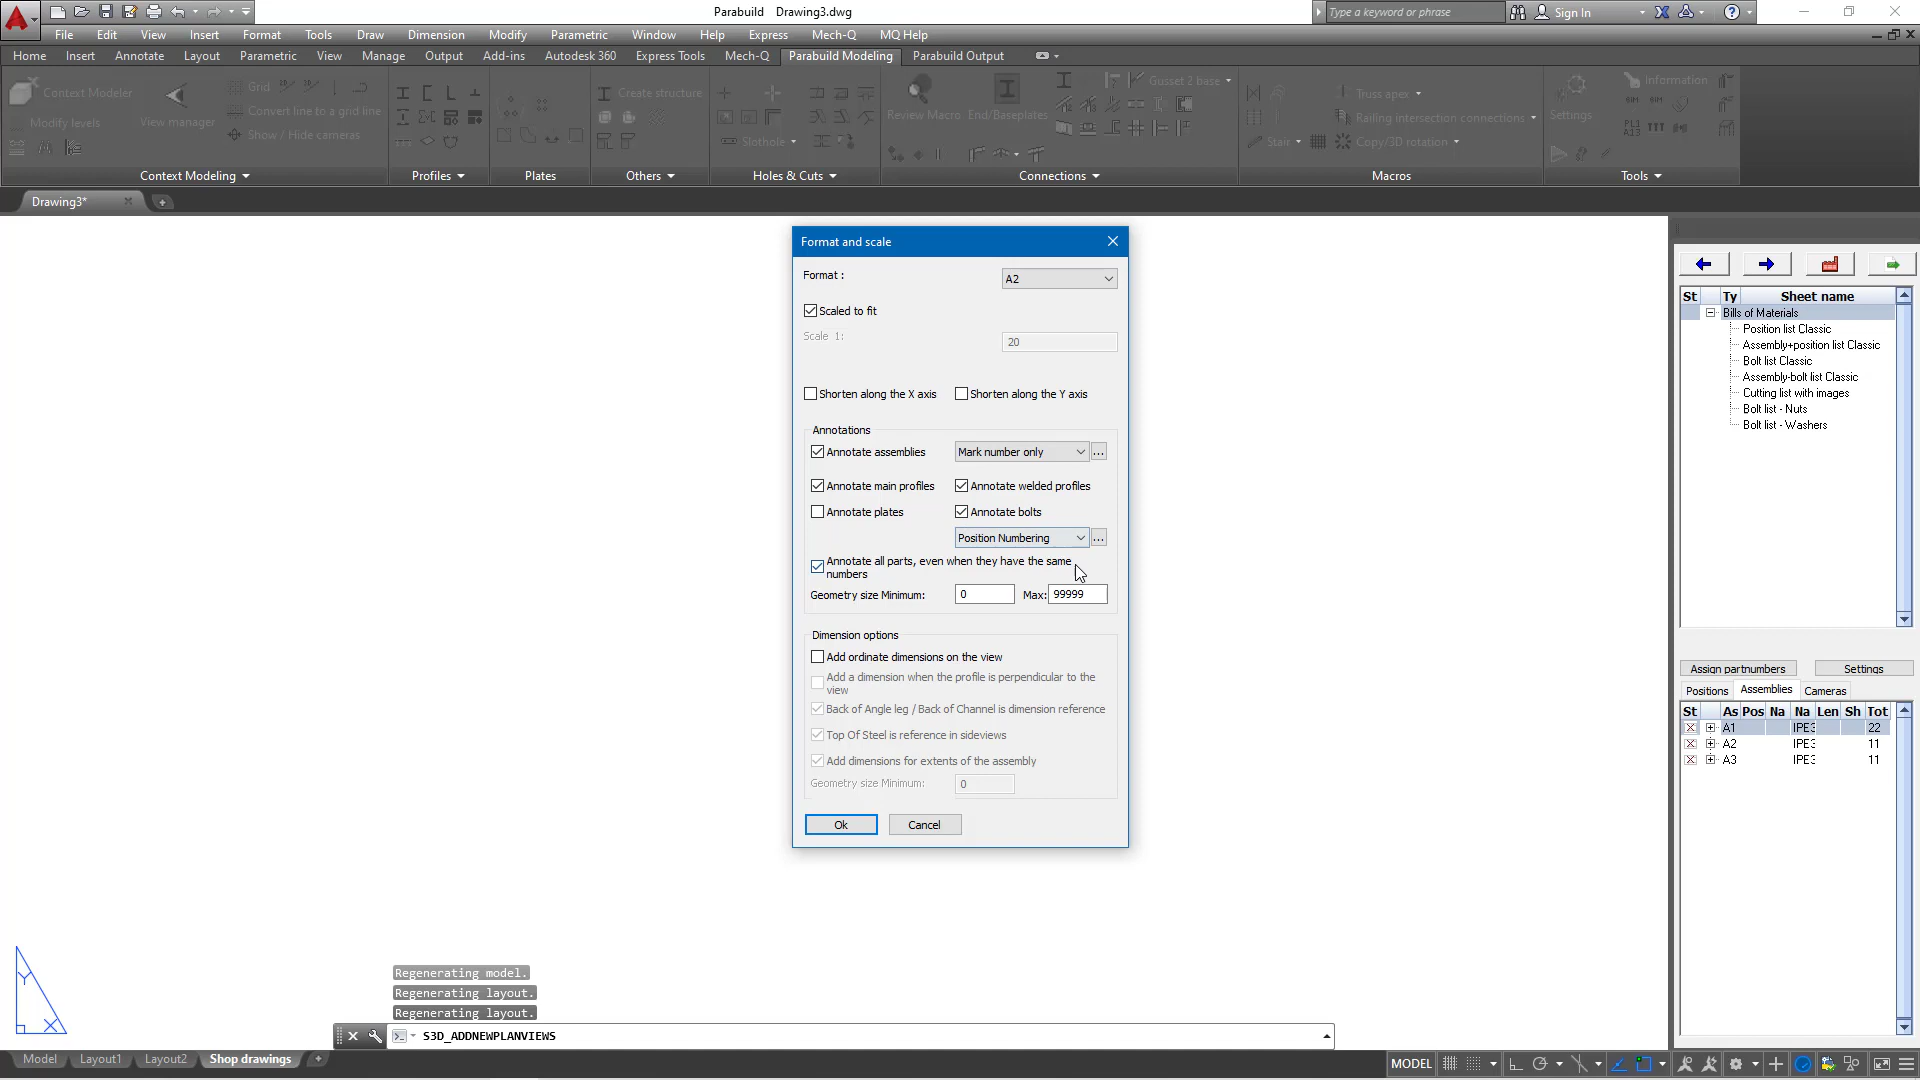 Parabuild Drawing3.dwg
Type a keyword or phrase
Sign In
File Edit View Insert Format Tools Draw Dimension Modify Parametric Window Help Express Mech-Q MQ Help
Home Insert Annotate Layout Parametric View Manage Output Add-ins Autodesk 360 Express Tools Mech-Q Parabuild Modeling Parabuild Output
Context Modeler
Modify levels
View manager
Grid
Convert line to a grid line
Show / Hide cameras
Create structure
Slothole
Review Macro
End/Baseplates
Gusset 2 base
Stair
Truss apex
Railing intersection connections
Copy/3D rotation
Settings
Information
Context Modeling Profiles Plates Others Holes & Cuts Connections Macros Tools
Drawing3*
Format and scale
Format :
A2
Scaled to fit
Scale 1:
20
Shorten along the X axis
Shorten along the Y axis
Annotations
Annotate assemblies
Mark number only
...
Annotate main profiles
Annotate welded profiles
Annotate plates
Annotate bolts
Position Numbering
...
Annotate all parts, even when they have the same
numbers
Geometry size Minimum:
0
Max:
99999
Dimension options
Add ordinate dimensions on the view
Add a dimension when the profile is perpendicular to the
view
Back of Angle leg / Back of Channel is dimension reference
Top Of Steel is reference in sideviews
Add dimensions for extents of the assembly
Geometry size Minimum:
0
Ok
Cancel
St Ty Sheet name
Bills of Materials
Position list Classic
Assembly+position list Classic
Bolt list Classic
Assembly-bolt list Classic
Cutting list with images
Bolt list - Nuts
Bolt list - Washers
Assign partnumbers
Settings
Positions Assemblies Cameras
St As Pos Na Na Len Sh Tot
A1 IPE3 22
A2 IPE3 11
A3 IPE3 11
Y
X
Regenerating model.
Regenerating layout.
Regenerating layout.
S3D_ADDNEWPLANVIEWS
Model Layout1 Layout2 Shop drawings +
MODEL